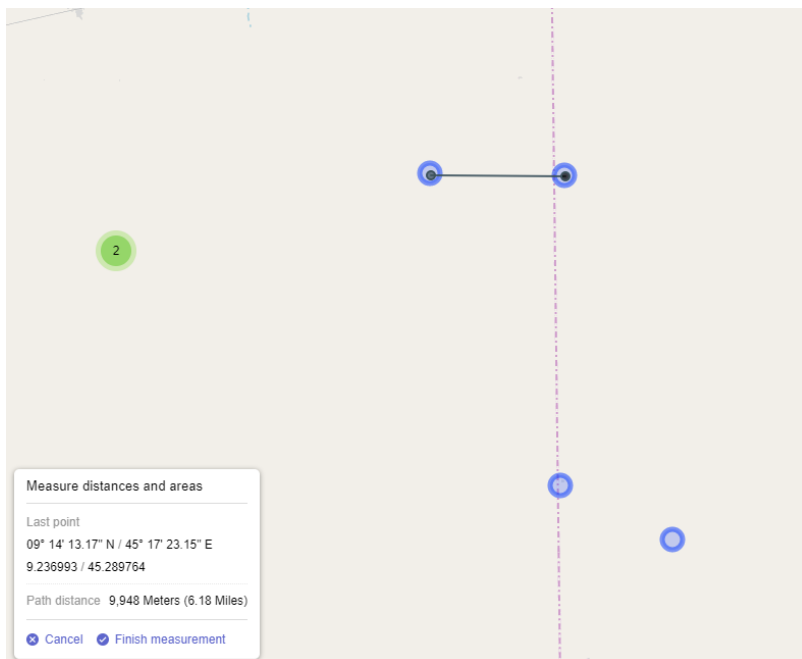 2
Measure distances and areas
Last point
09° 14' 13.17" N / 45° 17' 23.15" E
9.236993 / 45.289764
Path distance 9,948 Meters (6.18 Miles)
Cancel Finish measurement